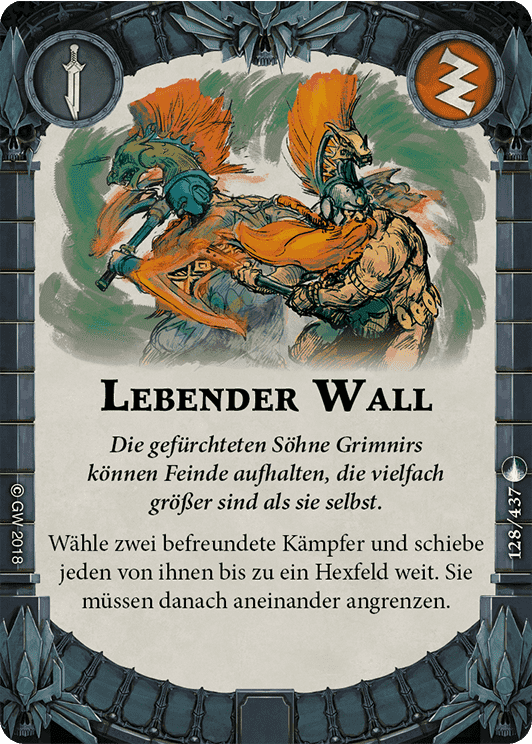 LEBENDER WALL
Die gefürchteten Söhne Grimnirs
können Feinde aufhalten, die vielfach
größer sind als sie selbst.
Wähle zwei befreundete Kämpfer und schiebe
jeden von ihnen bis zu ein Hexfeld weit. Sie
müssen danach aneinander angrenzen.
© GW 2018
128/437